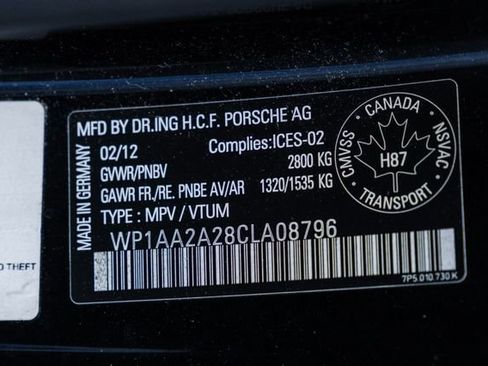 MFD BY DR.ING H.C.F. PORSCHE AG
02/12 Complies:ICES-02
GVWR/PNBV 2800 KG
GAWR FR./RE. PNBE AV/AR 1320/1535 KG
TYPE : MPV / VTUM
WP1AA2A28CLA08796
MADE IN GERMANY
CANADA
CMVSS
NSVAC
H87
TRANSPORT
7P5 010 730 K
THEFT